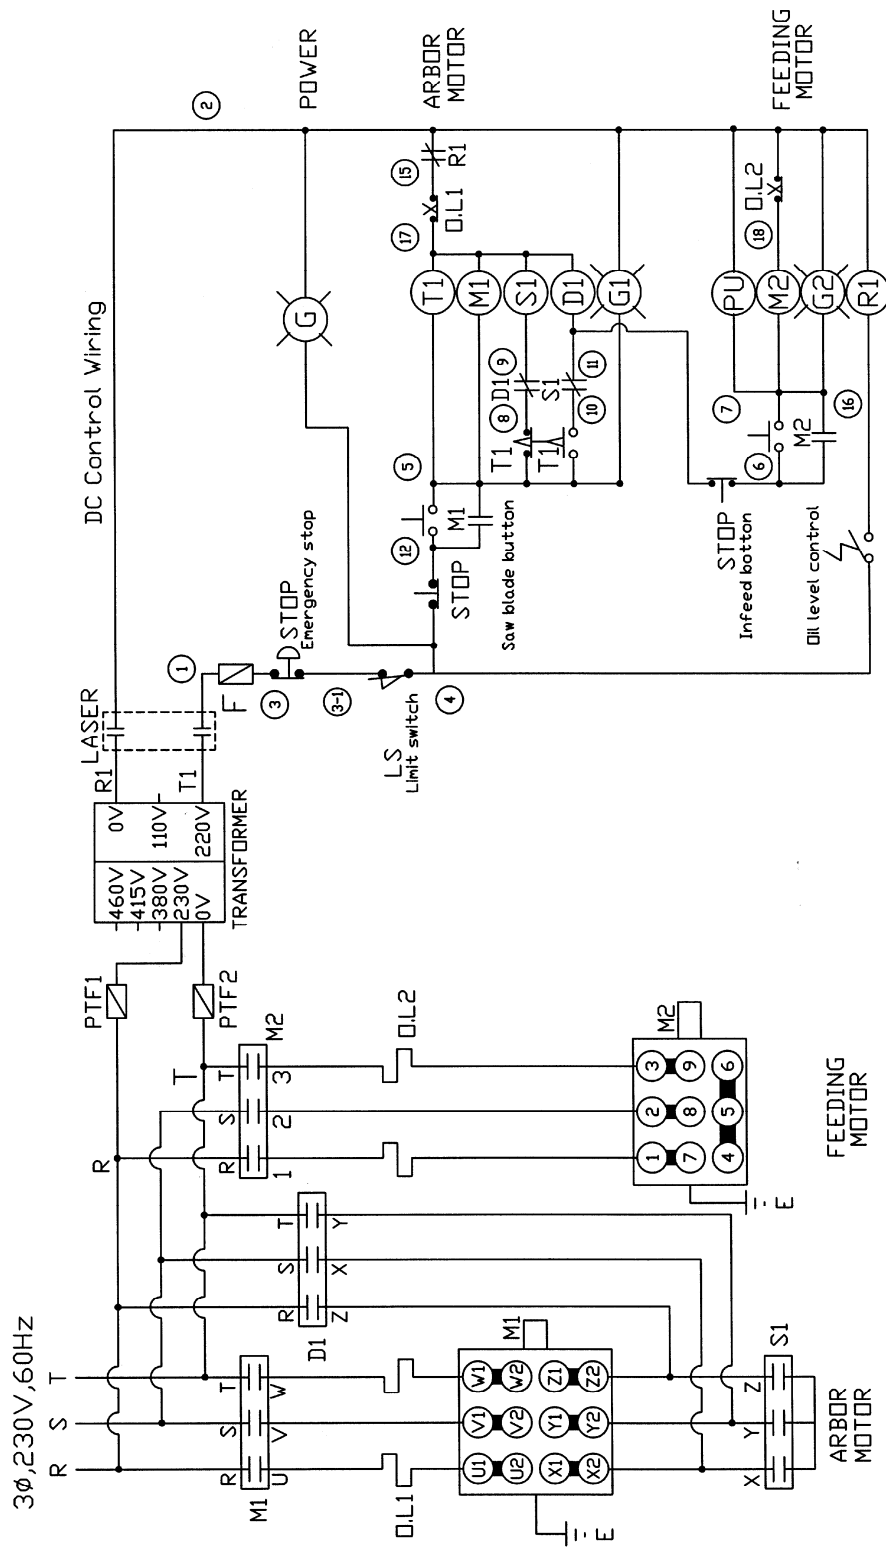 3ø,230V,60Hz
R S T
R S T
M1
U V W
O.L1
U1 V1 W1
U2 V2 W2
X1 Y1 Z1
X2 Y2 Z2
M1
E
X Y Z
S1
ARBOR
MOTOR
R S T
D1
Z X Y
R
T
R S T
M2
1 2 3
O.L2
1 2 3
7 8 9
4 5 6
M2
E
FEEDING
MOTOR
PTF1
PTF2
460V
415V
380V
230V
0V
0V
110V
220V
TRANSFORMER
R1
T1
LASER
DC Control Wiring
1
2
F
3
STOP
Emergency stop
3-1
LS
Limit switch
4
G
POWER
STOP
12
M1
Saw blade button
5
T1
M1
S1
D1
G1
T1
8
D1
9
T1
10
S1
11
17
O.L1
15
R1
ARBOR
MOTOR
STOP
Infeed botton
6
7
M2
16
PU
M2
G2
R1
18
O.L2
FEEDING
MOTOR
Oil level control